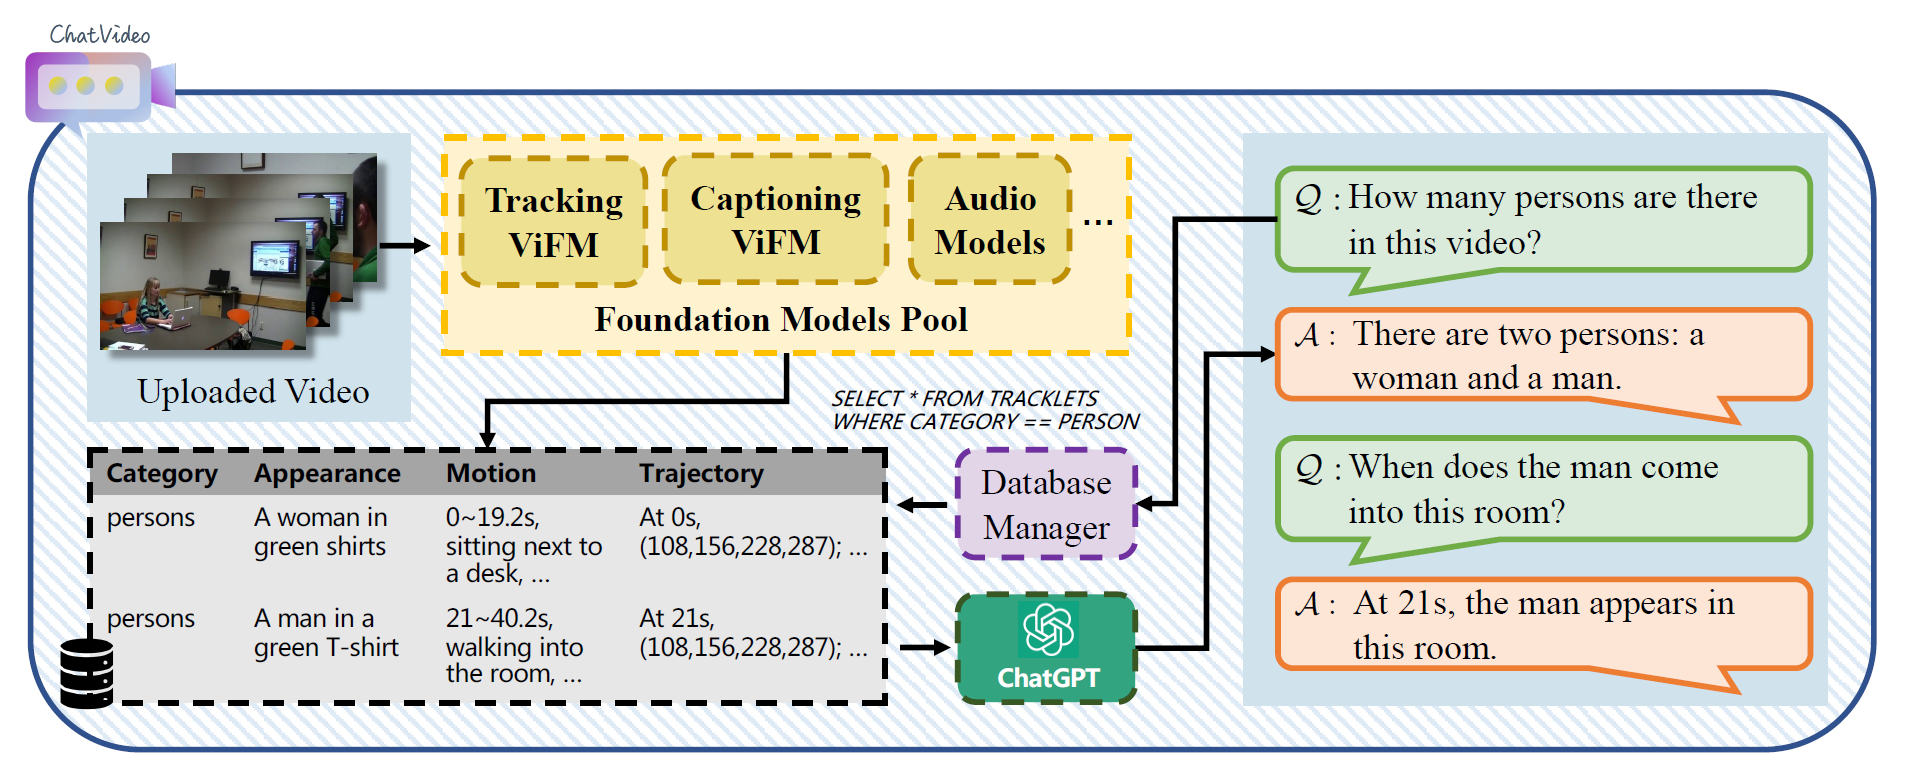 ChatVideo
Tracking
ViFM
Captioning
ViFM
Audio
Models
...
Foundation Models Pool
Uploaded Video
SELECT * FROM TRACKLETS
WHERE CATEGORY == PERSON
Category Appearance Motion Trajectory
persons
A woman in
green shirts
0~19.2s,
sitting next to
a desk, ...
At 0s,
(108,156,228,287); ...
persons
A man in a
green T-shirt
21~40.2s,
walking into
the room, ...
At 21s,
(108,156,228,287); ...
Database
Manager
ChatGPT
Q : How many persons are there
in this video?
A : There are two persons: a
woman and a man.
Q : When does the man come
into this room?
A : At 21s, the man appears in
this room.